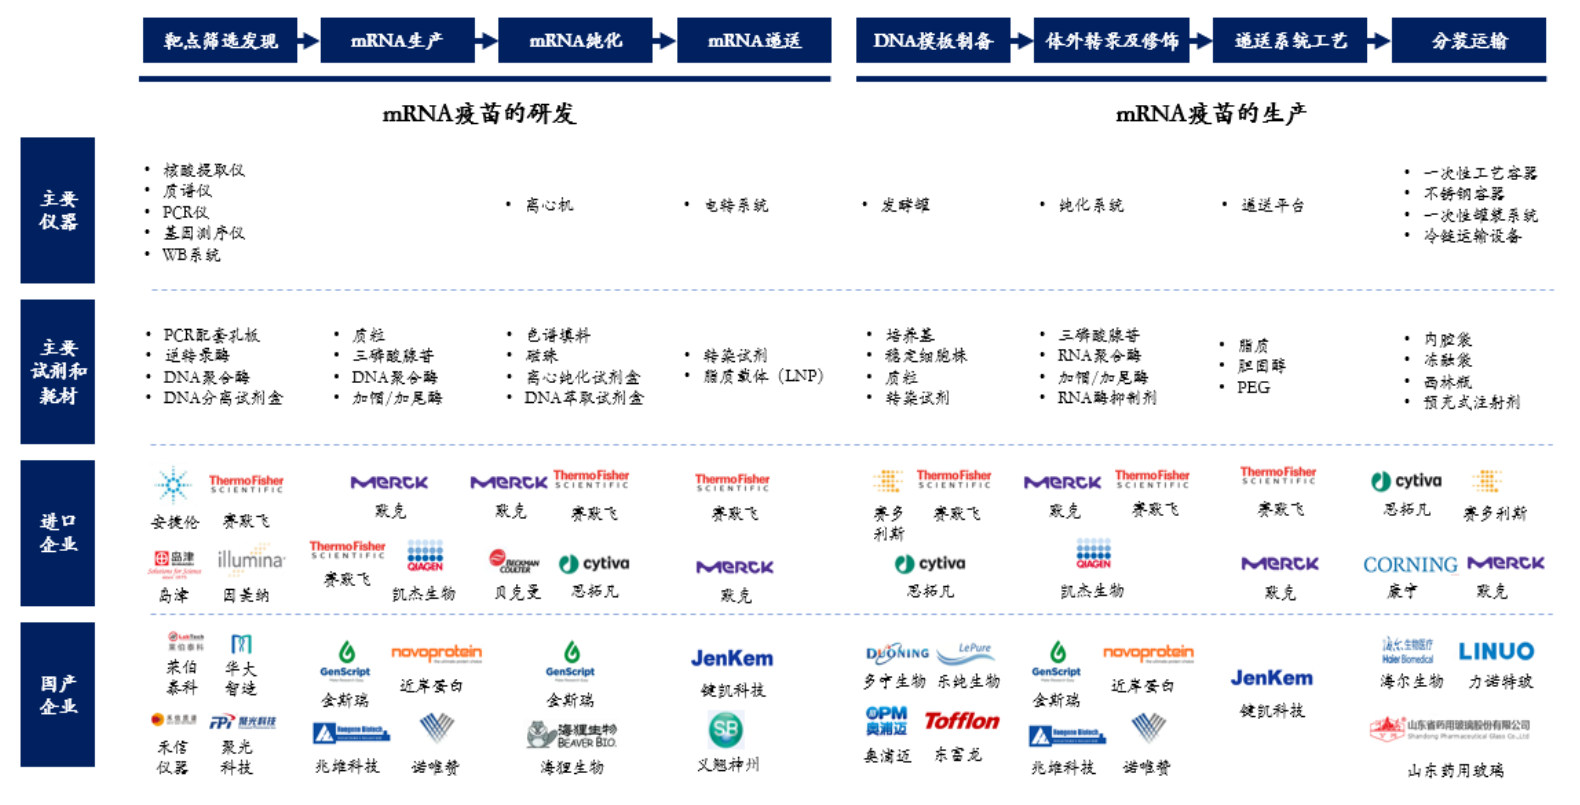 靶点筛选发现
mRNA生产
mRNA纯化
mRNA递送
DNA模板制备
体外转录及修饰
递送系统工艺
分装运输
mRNA疫苗的研发
mRNA疫苗的生产
主要
仪器
• 核酸提取仪
• 质谱仪
• PCR仪
• 基因测序仪
• WB系统
• 离心机
• 电转系统
• 发酵罐
• 纯化系统
• 递送平台
• 一次性工艺容器
• 不锈钢容器
• 一次性罐装系统
• 冷链运输设备
主要
试剂和
耗材
• PCR配套孔板
• 逆转录酶
• DNA聚合酶
• DNA分离试剂盒
• 质粒
• 三磷酸腺苷
• DNA聚合酶
• 加帽/加尾酶
• 色谱填料
• 磁珠
• 离心纯化试剂盒
• DNA萃取试剂盒
• 转染试剂
• 脂质载体（LNP）
• 培养基
• 稳定细胞株
• 质粒
• 转染试剂
• 三磷酸腺苷
• RNA聚合酶
• 加帽/加尾酶
• RNA酶抑制剂
• 脂质
• 胆固醇
• PEG
• 内腔袋
• 冻融袋
• 西林瓶
• 预充式注射剂
进口
企业
安捷伦
ThermoFisher
SCIENTIFIC
赛默飞
岛津
Solutions for Science
since 1875
岛津
illumina
因美纳
MERCK
默克
ThermoFisher
SCIENTIFIC
赛默飞
QIAGEN
凯杰生物
MERCK
默克
ThermoFisher
SCIENTIFIC
赛默飞
BECKMAN
COULTER
贝克曼
cytiva
思拓凡
ThermoFisher
SCIENTIFIC
赛默飞
MERCK
默克
赛多
利斯
ThermoFisher
SCIENTIFIC
赛默飞
cytiva
思拓凡
MERCK
默克
ThermoFisher
SCIENTIFIC
赛默飞
QIAGEN
凯杰生物
ThermoFisher
SCIENTIFIC
赛默飞
MERCK
默克
cytiva
思拓凡
赛多利斯
CORNING
康宁
MERCK
默克
国产
企业
LabTech
莱伯泰科
莱伯
泰科
华大
智造
禾信
仪器
FPI 聚光科技
聚光
科技
GenScript
金斯瑞
novoprotein
近岸蛋白
Hongene Biotech
兆维科技
诺唯赞
GenScript
金斯瑞
海狸生物
BEAVER BIO.
海狸生物
JenKem
键凯科技
SB
义翘神州
DUONING
多宁生物
LePure
乐纯生物
OPM
奥浦迈
奥浦迈
Tofflon
东富龙
GenScript
金斯瑞
novoprotein
近岸蛋白
Hongene Biotech
兆维科技
诺唯赞
JenKem
键凯科技
海尔生物医疗
Haier Biomedical
海尔生物
LINUO
力诺特玻
山东省药用玻璃股份有限公司
Shandong Pharmaceutical Glass Co.,Ltd
山东药用玻璃